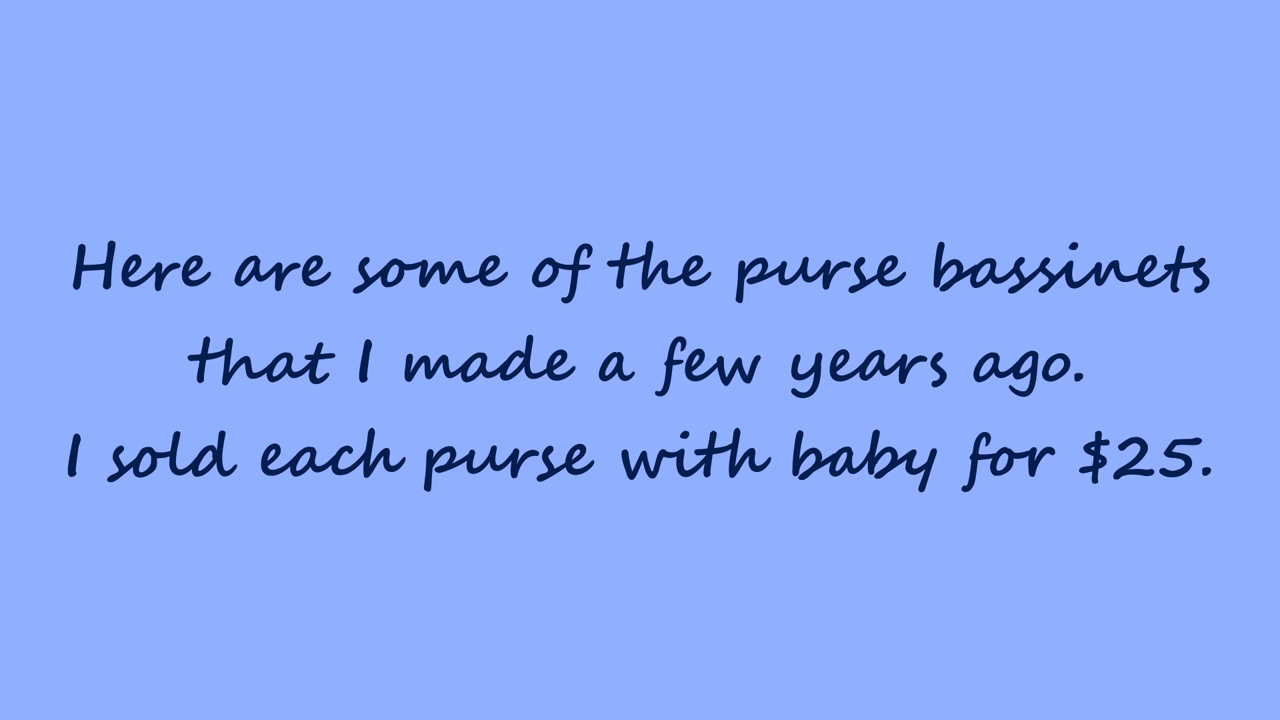 Here are some of the purse bassinets
that I made a few years ago.
I sold each purse with baby for $25.